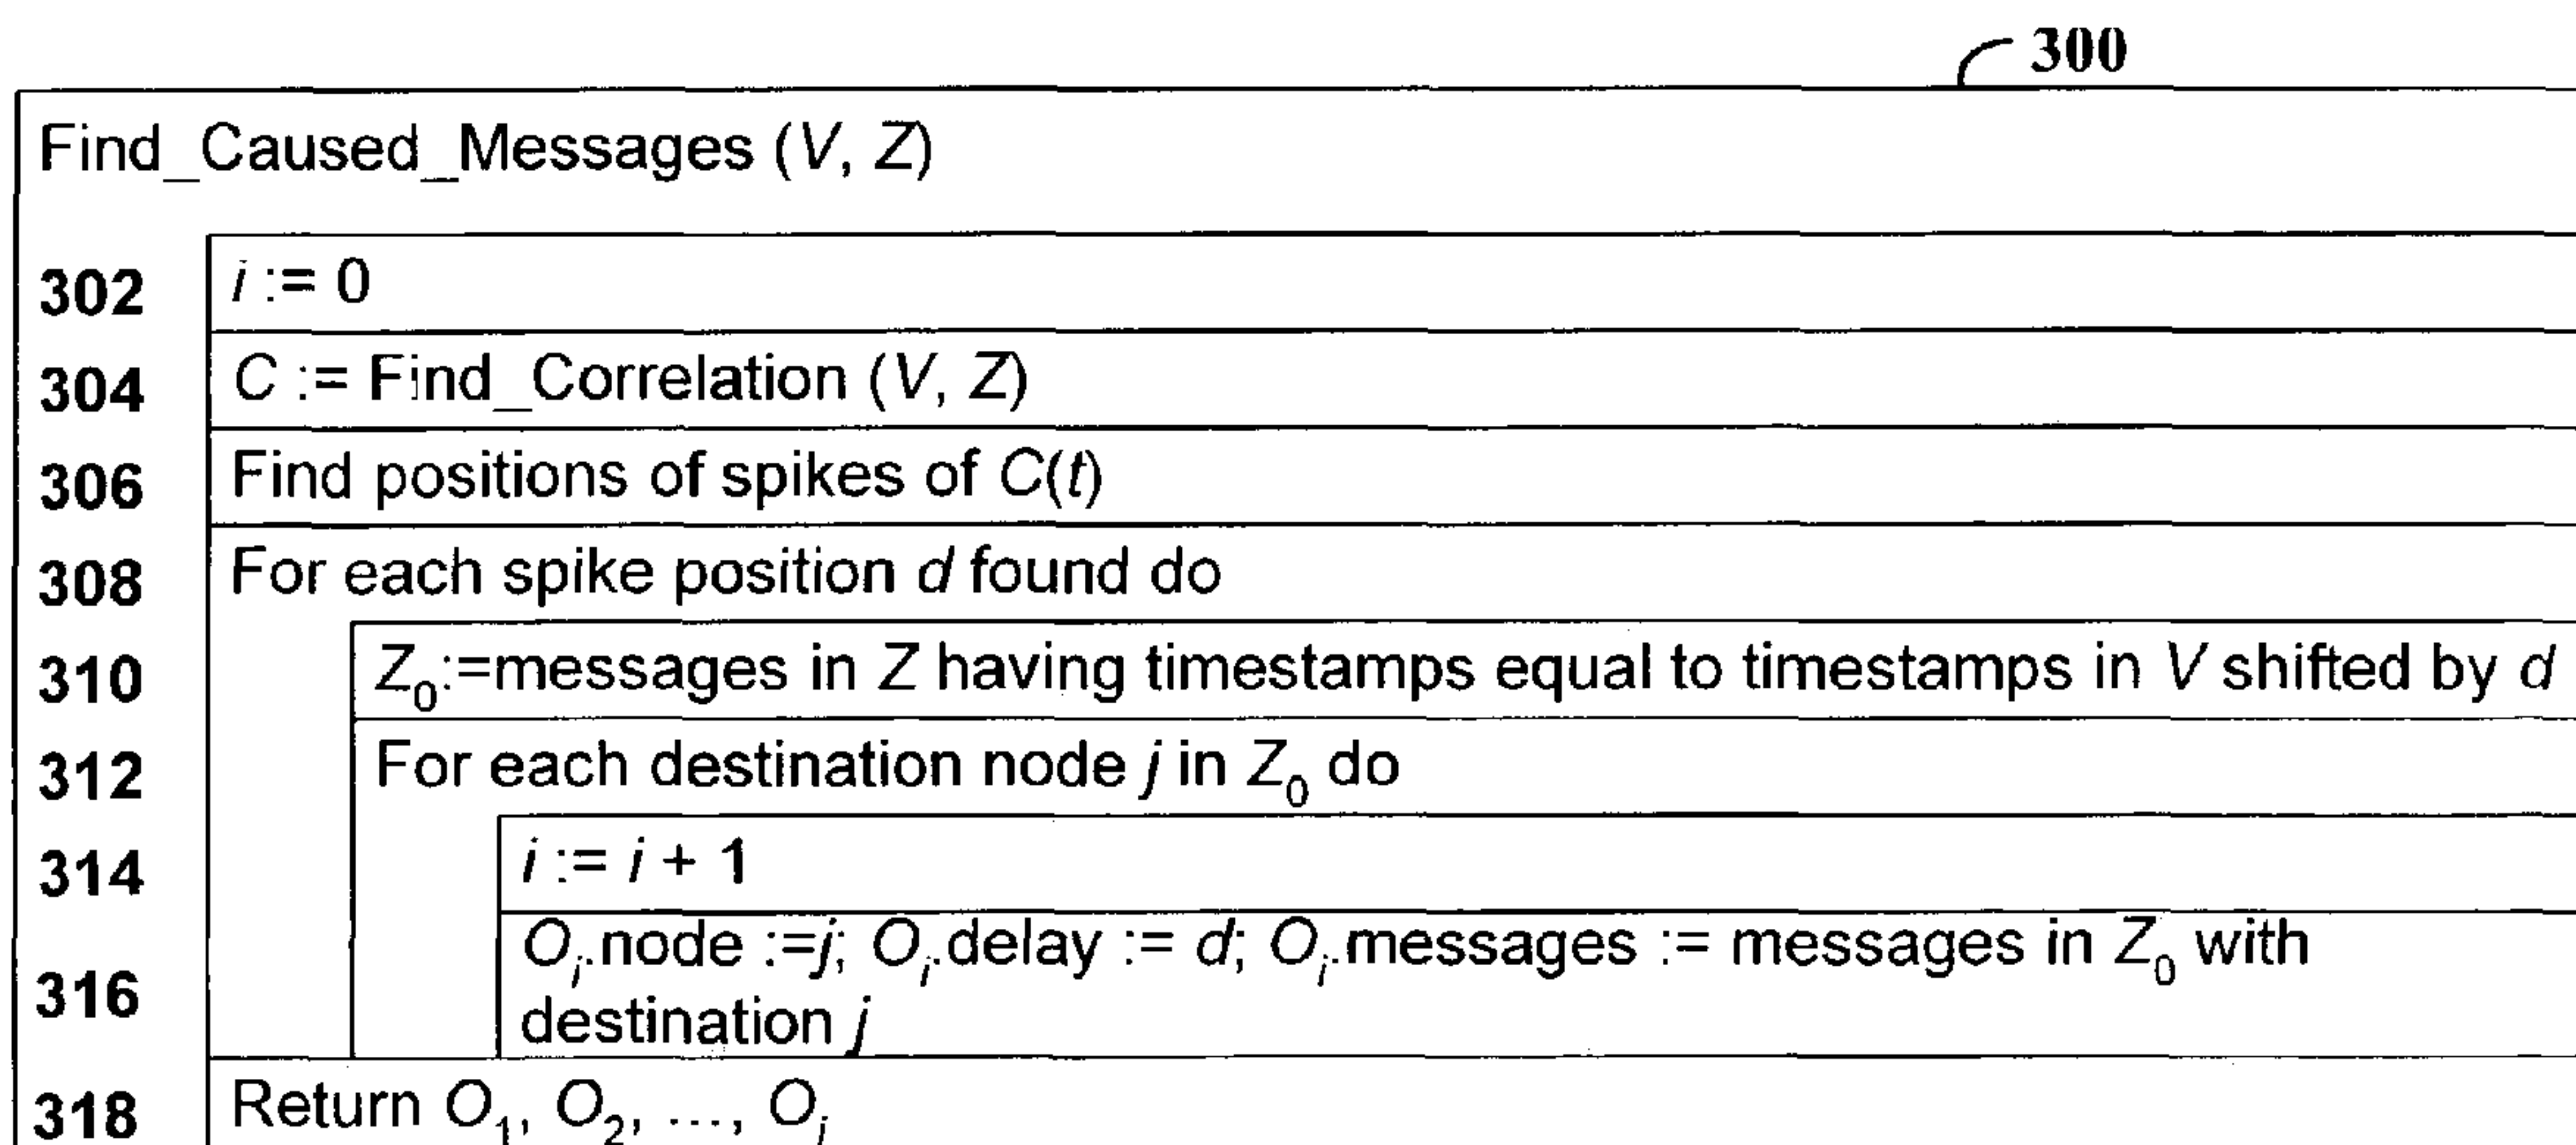 300
Find_Caused_Messages (V, Z)
302 i := 0
304 C := Find_Correlation (V, Z)
306 Find positions of spikes of C(t)
308 For each spike position d found do
310 Z₀:=messages in Z having timestamps equal to timestamps in V shifted by d
312 For each destination node j in Z₀ do
314 i := i + 1
316 Oᵢ.node :=j; Oᵢ.delay := d; Oᵢ.messages := messages in Z₀ with
destination j
318 Return O₁, O₂, ..., Oᵢ